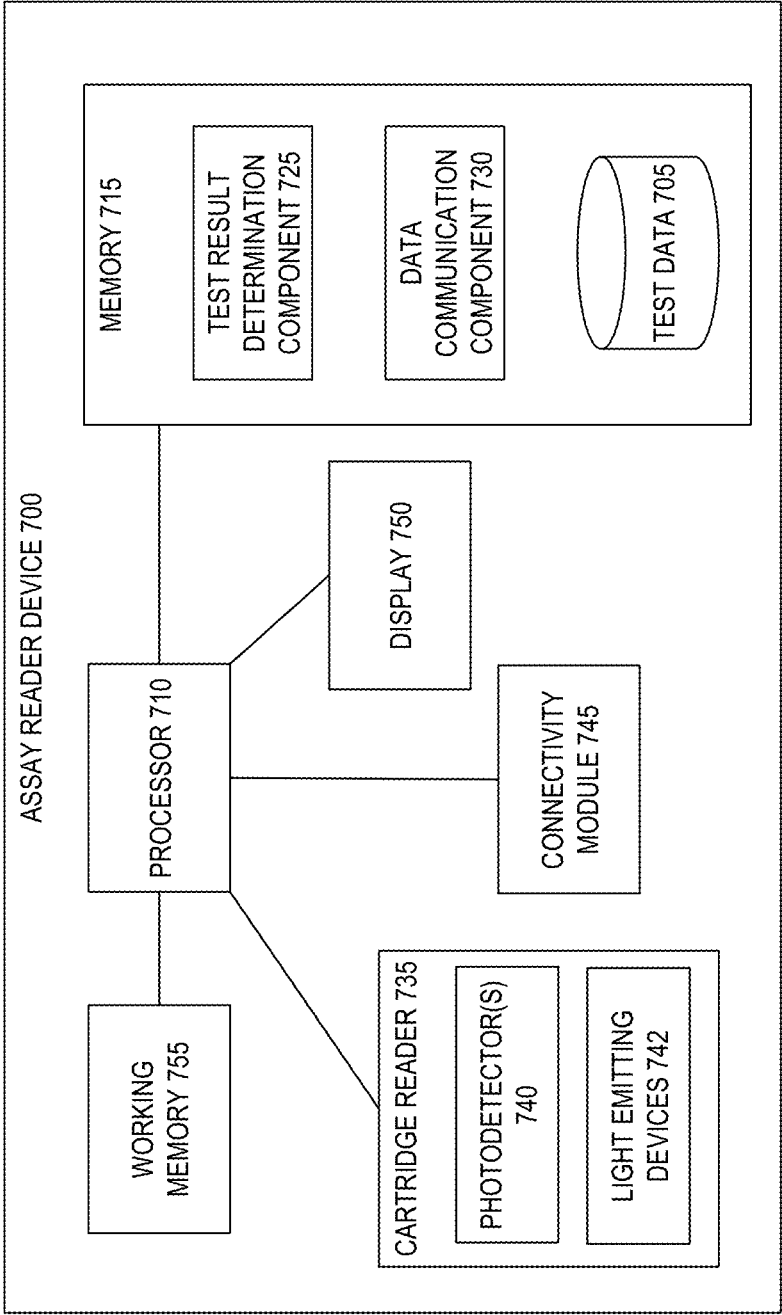 ASSAY READER DEVICE 700
WORKING
MEMORY 755
PROCESSOR 710
MEMORY 715
TEST RESULT
DETERMINATION
COMPONENT 725
DATA
COMMUNICATION
COMPONENT 730
TEST DATA 705
DISPLAY 750
CONNECTIVITY
MODULE 745
CARTRIDGE READER 735
PHOTODETECTOR(S)
740
LIGHT EMITTING
DEVICES 742